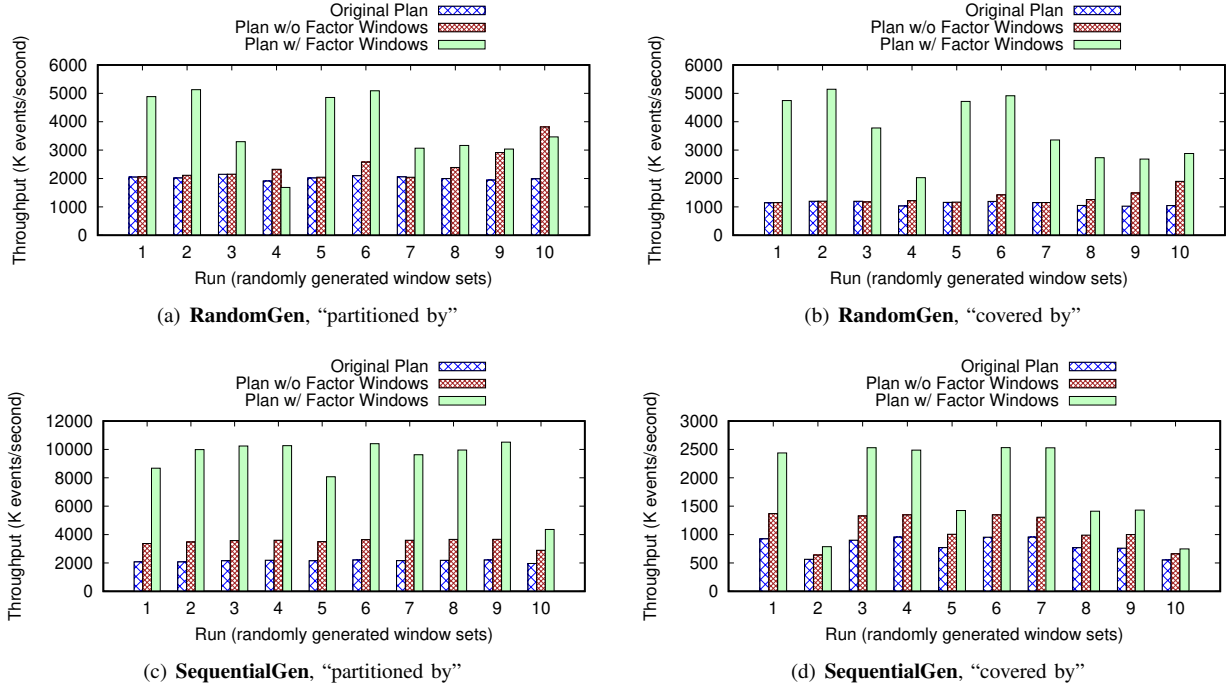 Original Plan
Plan w/o Factor Windows
Plan w/ Factor Windows
Throughput (K events/second)
6000
5000
4000
3000
2000
1000
0
1 2 3 4 5 6 7 8 9 10
Run (randomly generated window sets)
(a) RandomGen, “partitioned by”
Original Plan
Plan w/o Factor Windows
Plan w/ Factor Windows
Throughput (K events/second)
6000
5000
4000
3000
2000
1000
0
1 2 3 4 5 6 7 8 9 10
Run (randomly generated window sets)
(b) RandomGen, “covered by”
Original Plan
Plan w/o Factor Windows
Plan w/ Factor Windows
Throughput (K events/second)
12000
10000
8000
6000
4000
2000
0
1 2 3 4 5 6 7 8 9 10
Run (randomly generated window sets)
(c) SequentialGen, “partitioned by”
Original Plan
Plan w/o Factor Windows
Plan w/ Factor Windows
Throughput (K events/second)
3000
2500
2000
1500
1000
500
0
1 2 3 4 5 6 7 8 9 10
Run (randomly generated window sets)
(d) SequentialGen, “covered by”